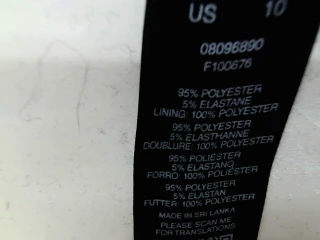 US 10
08096890
F100676
95% POLYESTER
5% ELASTANE
LINING: 100% POLYESTER
95% POLYESTER
5% ELASTHANNE
DOUBLURE: 100% POLYESTER
95% POLIÉSTER
5% ELASTANO
FORRO: 100% POLIÉSTER
95% POLYESTER
5% ELASTAN
FUTTER: 100% POLYESTER
MADE IN SRI LANKA
PLEASE SCAN ME
FOR TRANSLATIONS